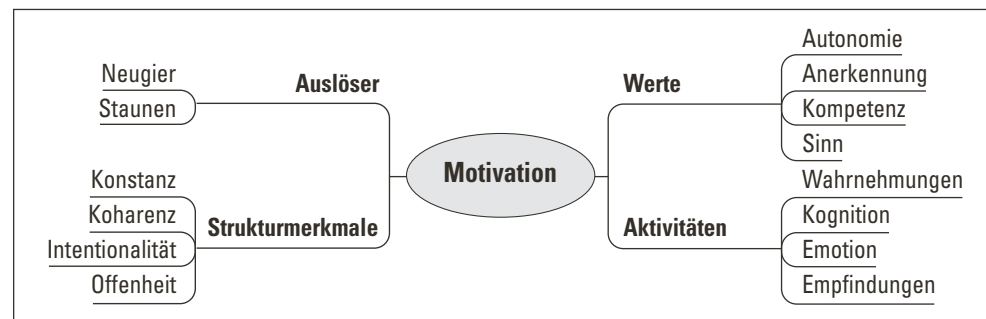 Neugier
Staunen
Auslöser
Konstanz
Koharenz
Intentionalität
Offenheit
Strukturmerkmale
Motivation
Werte
Autonomie
Anerkennung
Kompetenz
Sinn
Aktivitäten
Wahrnehmungen
Kognition
Emotion
Empfindungen